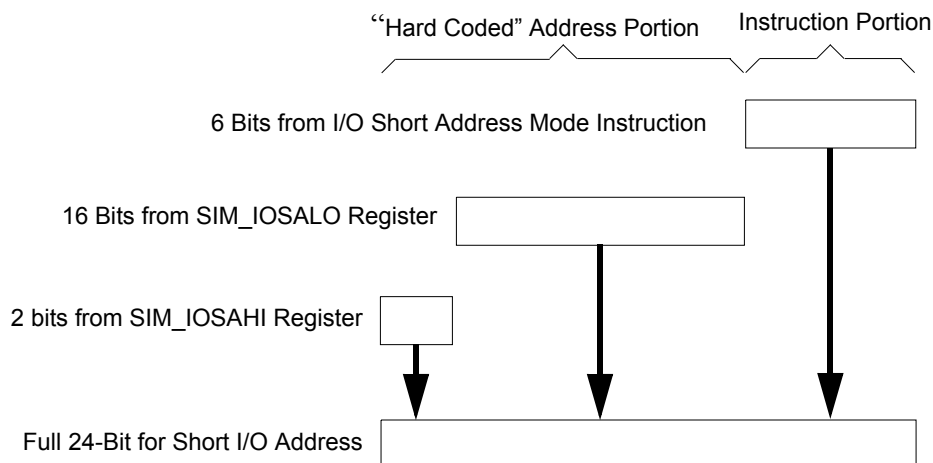 “Hard Coded” Address Portion
Instruction Portion
6 Bits from I/O Short Address Mode Instruction
16 Bits from SIM_IOSALO Register
2 bits from SIM_IOSAHI Register
Full 24-Bit for Short I/O Address